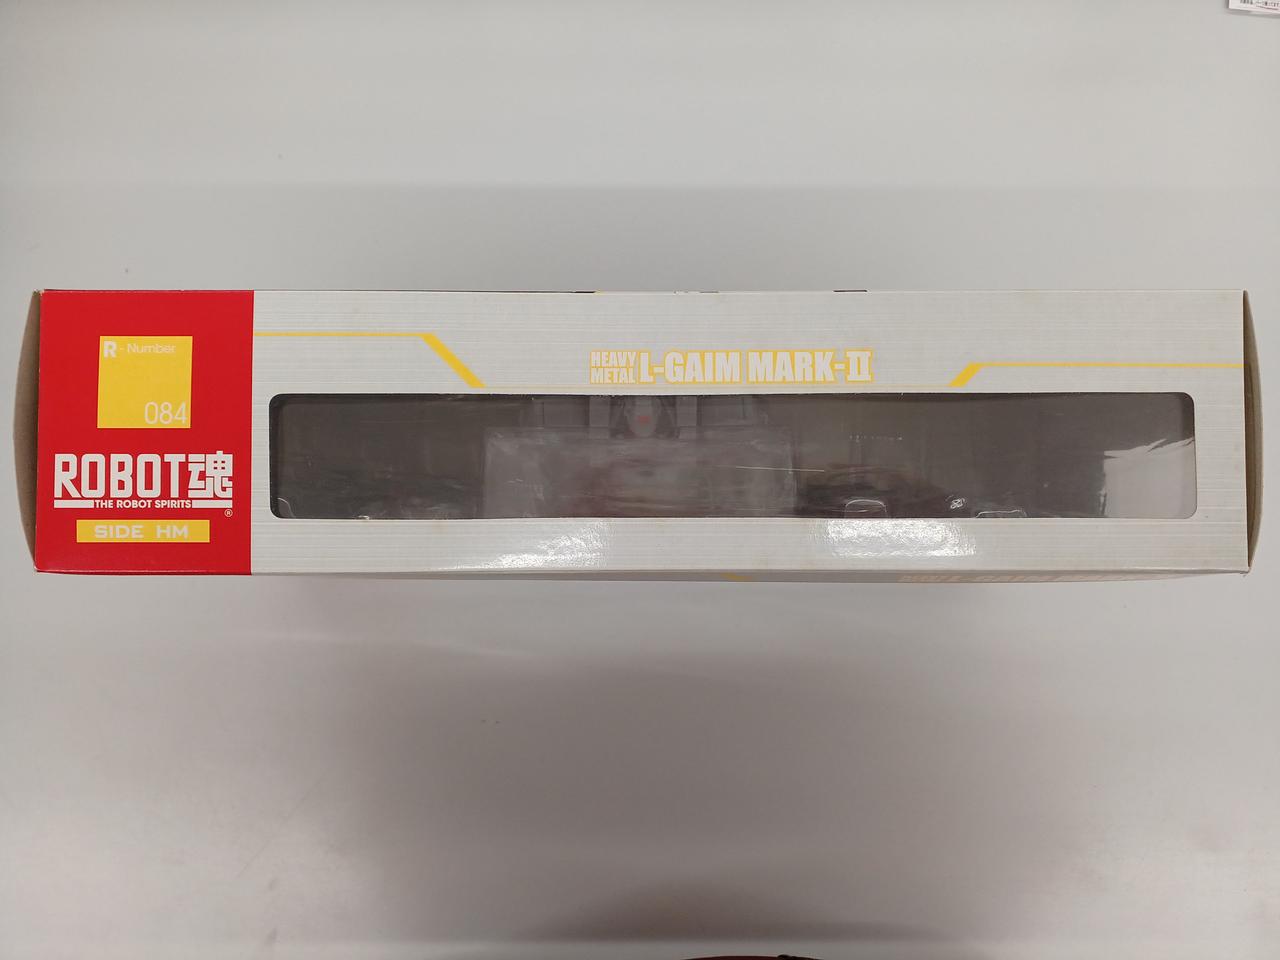 R - Number
084
ROBOT魂
THE ROBOT SPIRITS
®
SIDE HM
HEAVY
METAL
L-GAIM MARK-II